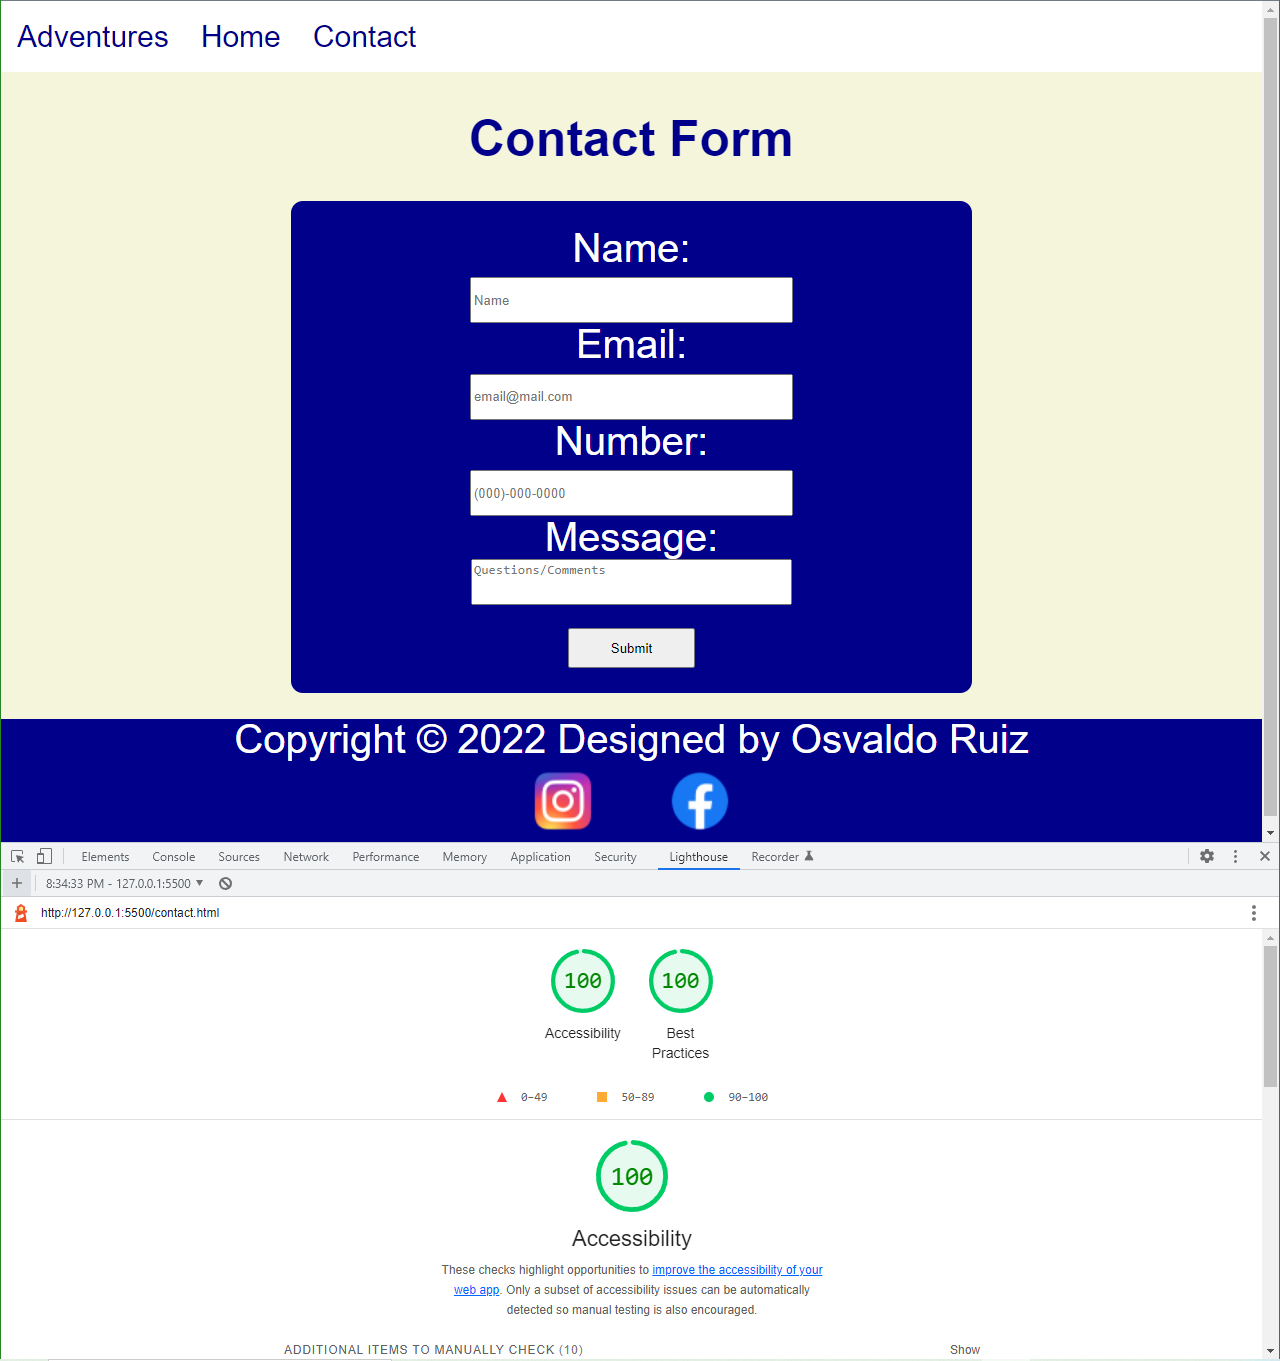 Adventures Home Contact
Contact Form
Name:
Name
Email:
email@mail.com
Number:
(000)-000-0000
Message:
Questions/Comments
Submit
Copyright © 2022 Designed by Osvaldo Ruiz
Elements Console Sources Network Performance Memory Application Security Lighthouse Recorder
8:34:33 PM - 127.0.0.1:5500
http://127.0.0.1:5500/contact.html
100 100
Accessibility Best
Practices
0–49 50–89 90–100
100
Accessibility
These checks highlight opportunities to improve the accessibility of your
web app. Only a subset of accessibility issues can be automatically
detected so manual testing is also encouraged.
ADDITIONAL ITEMS TO MANUALLY CHECK (10) Show